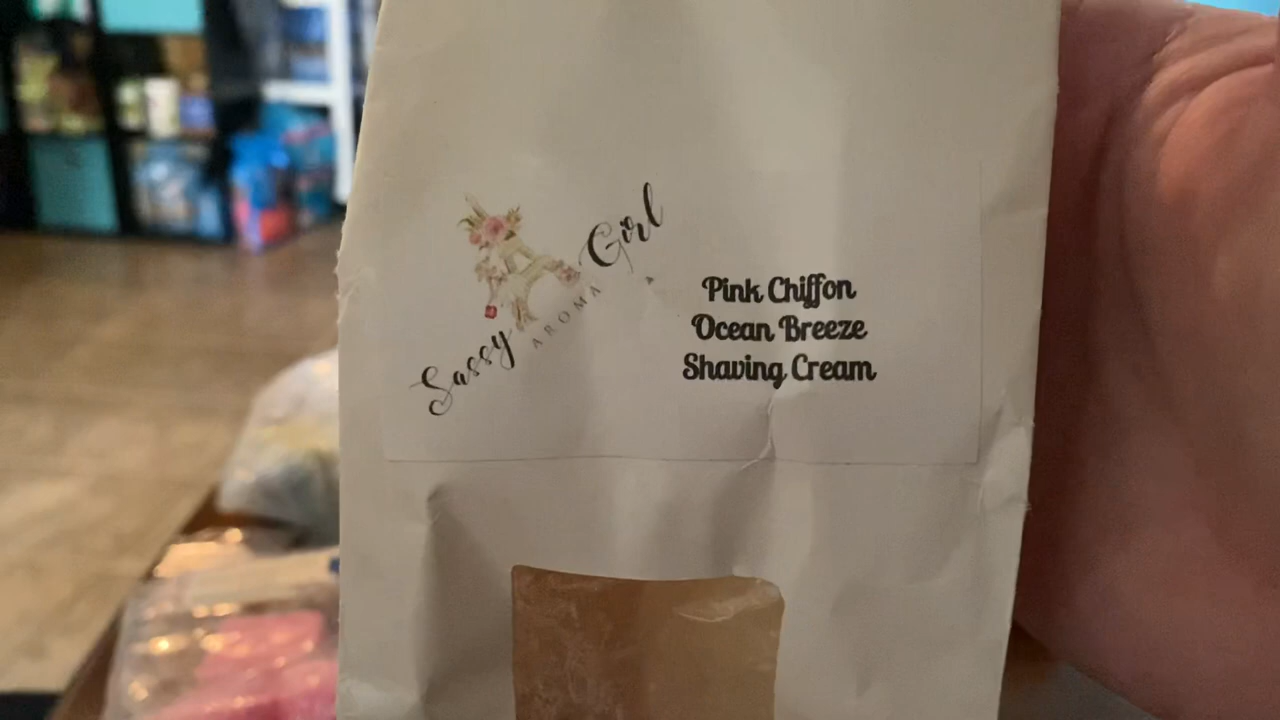 Sassy Girl
AROMA
Pink Chiffon
Ocean Breeze
Shaving Cream